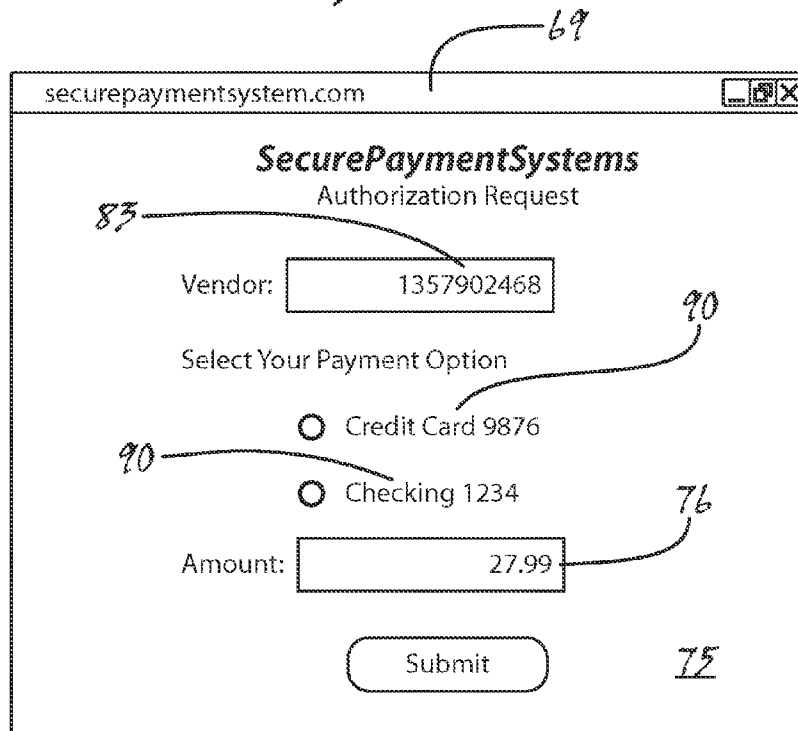 69
securepaymentsystem.com
SecurePaymentSystems
Authorization Request
83
Vendor: 1357902468
90
Select Your Payment Option
Credit Card 9876
90
Checking 1234
76
Amount: 27.99
Submit
75